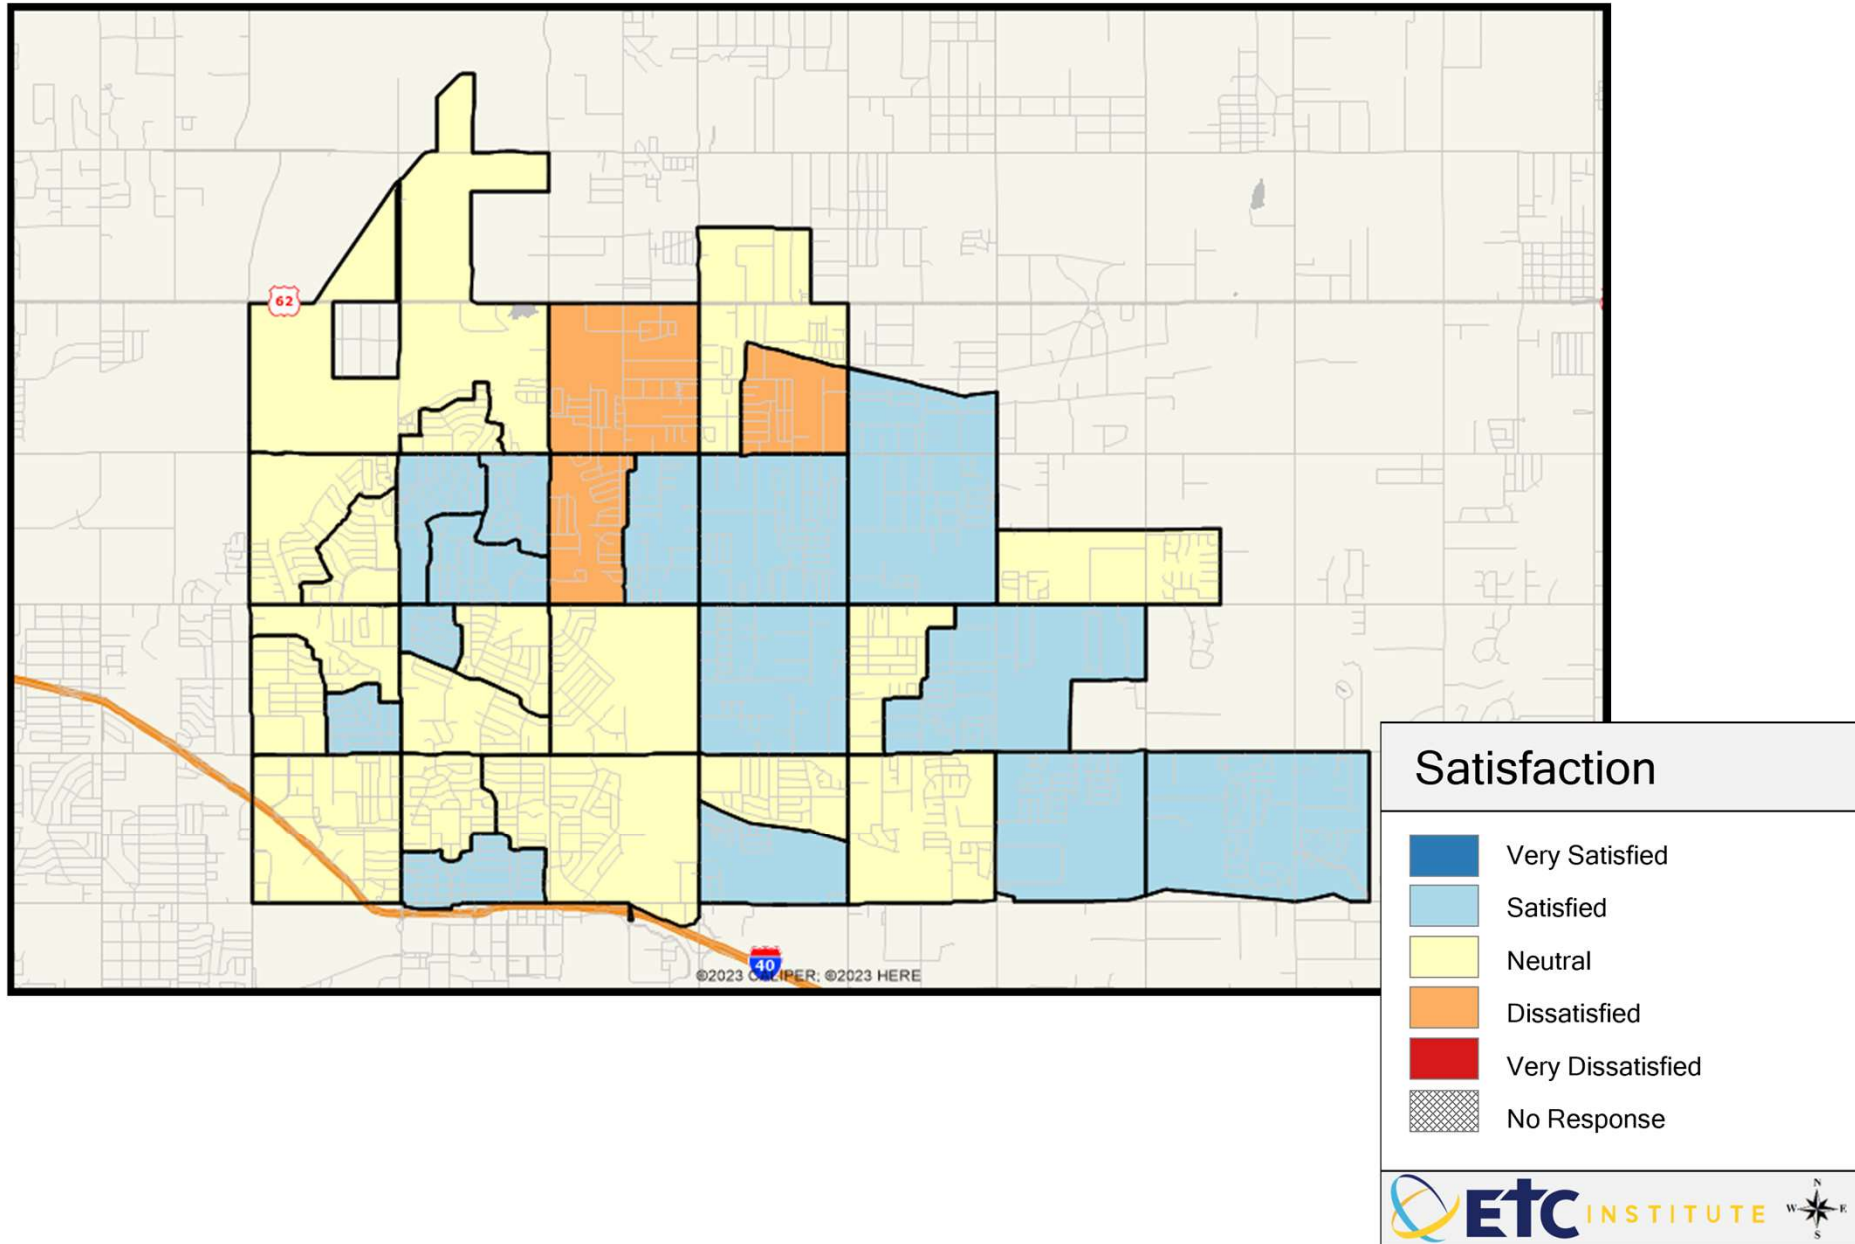 62
40
©2023 CALIPER; ©2023 HERE
Satisfaction
Very Satisfied
Satisfied
Neutral
Dissatisfied
Very Dissatisfied
No Response
ETC INSTITUTE
N
W E
S